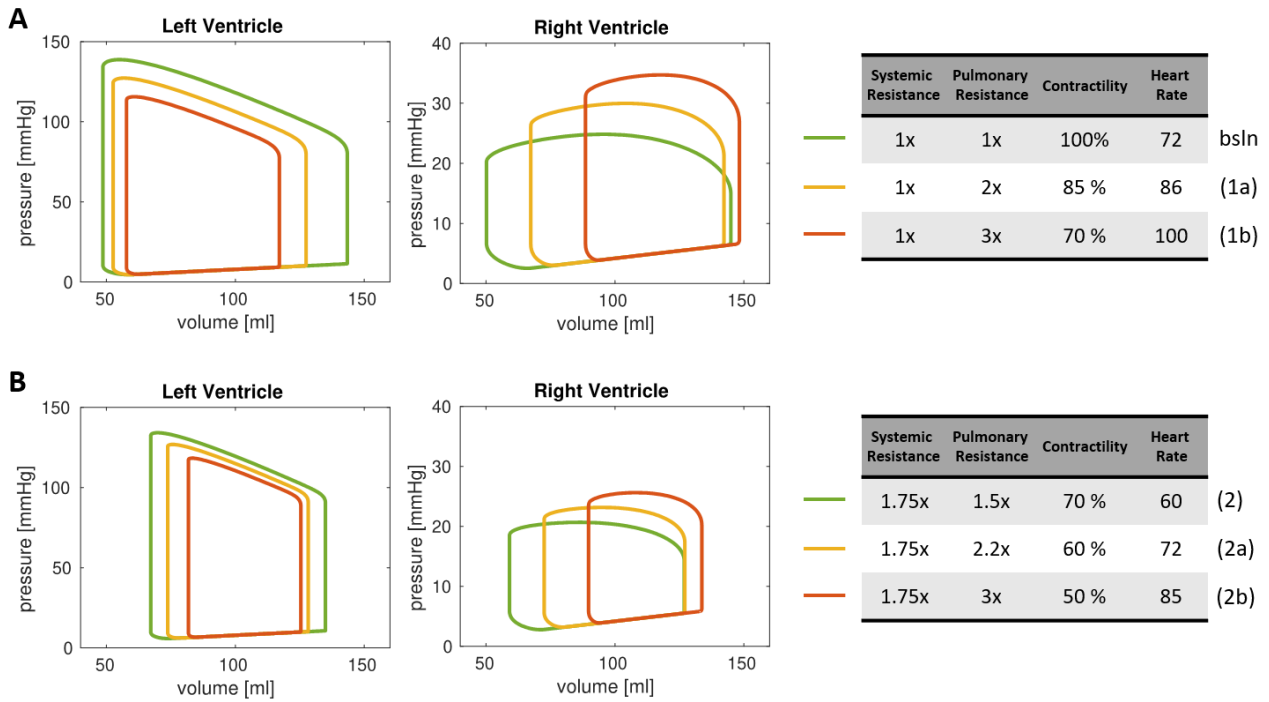 A
Left Ventricle
150
100
50
0
pressure [mmHg]
50
100
150
volume [ml]
Right Ventricle
40
30
20
10
0
pressure [mmHg]
50
100
150
volume [ml]
Systemic Resistance
Pulmonary Resistance
Contractility
Heart Rate
1x 1x 100% 72 bsln
1x 2x 85 % 86 (1a)
1x 3x 70 % 100 (1b)
B
Left Ventricle
150
100
50
0
pressure [mmHg]
50
100
150
volume [ml]
Right Ventricle
40
30
20
10
0
pressure [mmHg]
50
100
150
volume [ml]
Systemic Resistance
Pulmonary Resistance
Contractility
Heart Rate
1.75x 1.5x 70 % 60 (2)
1.75x 2.2x 60 % 72 (2a)
1.75x 3x 50 % 85 (2b)